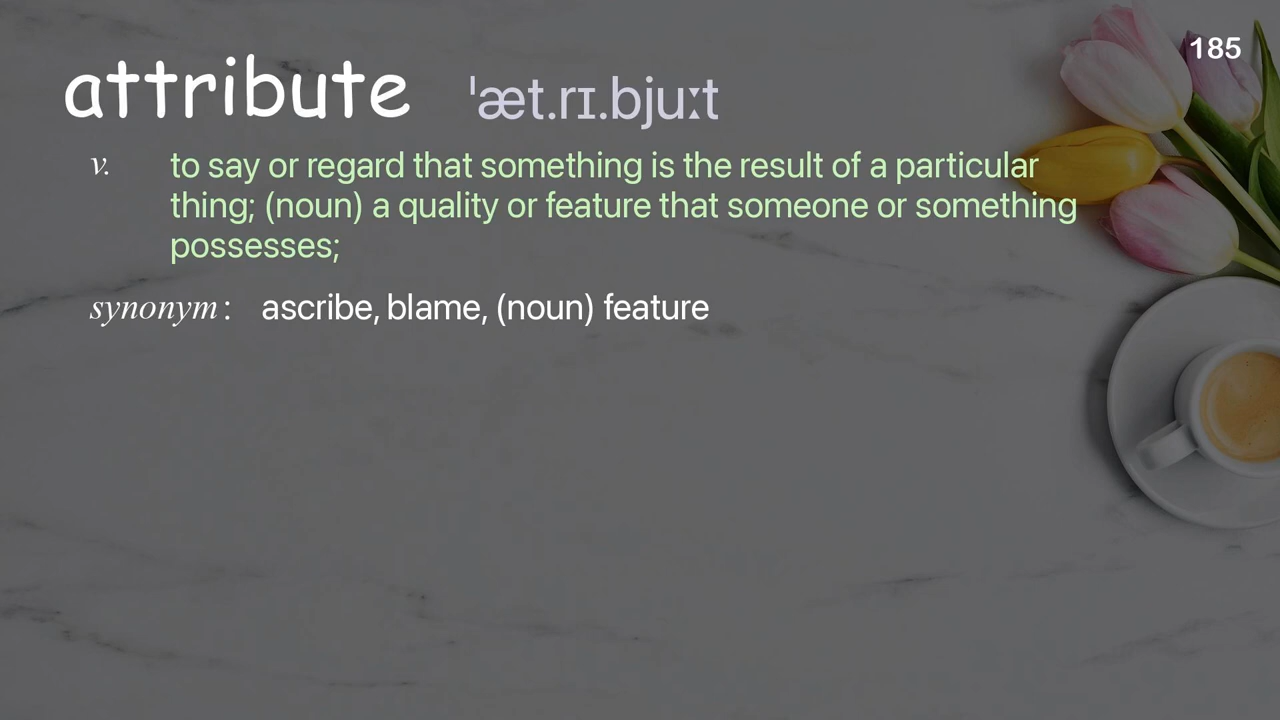 185
attribute ˈæt.rɪ.bjuːt
v. to say or regard that something is the result of a particular
thing; (noun) a quality or feature that someone or something
possesses;
synonym: ascribe, blame, (noun) feature